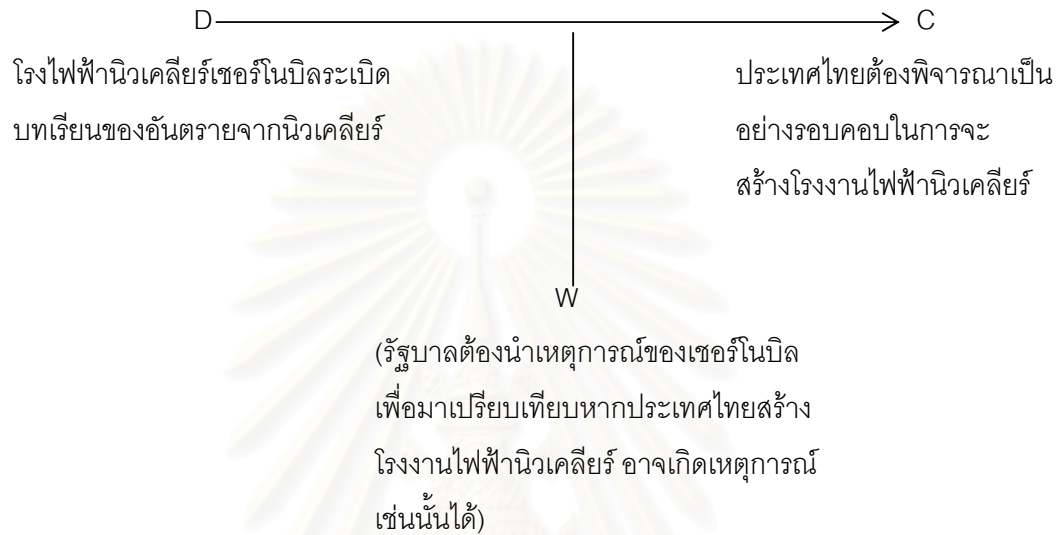 D C
โรงไฟฟ้านิวเคลียร์เชอร์โนบิลระเบิด
บทเรียนของอันตรายจากนิวเคลียร์
ประเทศไทยต้องพิจารณาเป็น
อย่างรอบคอบในการจะ
สร้างโรงงานไฟฟ้านิวเคลียร์
W
(รัฐบาลต้องนำเหตุการณ์ของเชอร์โนบิล
เพื่อมาเปรียบเทียบหากประเทศไทยสร้าง
โรงงานไฟฟ้านิวเคลียร์ อาจเกิดเหตุการณ์
เช่นนั้นได้)